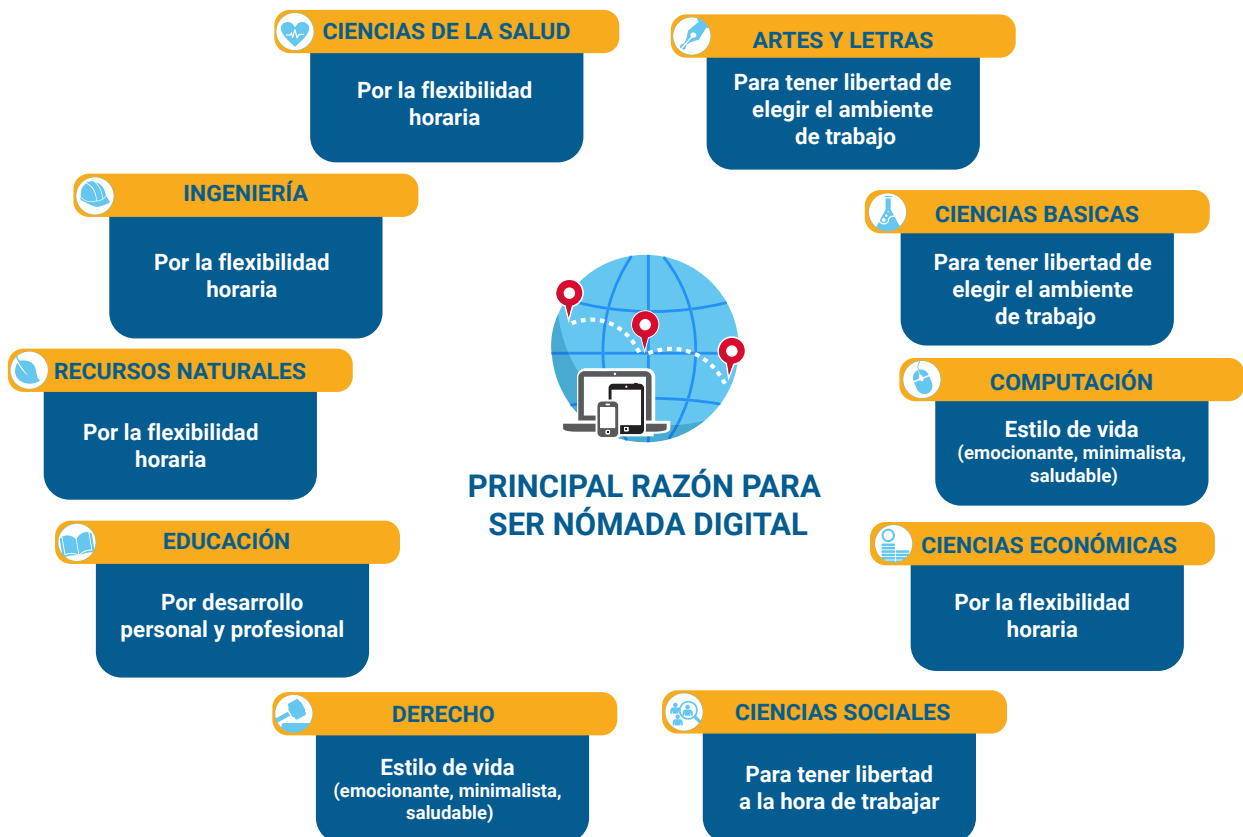 CIENCIAS DE LA SALUD
Por la flexibilidad
horaria
ARTES Y LETRAS
Para tener libertad de
elegir el ambiente
de trabajo
INGENIERÍA
Por la flexibilidad
horaria
CIENCIAS BASICAS
Para tener libertad de
elegir el ambiente
de trabajo
RECURSOS NATURALES
Por la flexibilidad
horaria
COMPUTACIÓN
Estilo de vida
(emocionante, minimalista,
saludable)
PRINCIPAL RAZÓN PARA
SER NÓMADA DIGITAL
EDUCACIÓN
Por desarrollo
personal y profesional
CIENCIAS ECONÓMICAS
Por la flexibilidad
horaria
DERECHO
Estilo de vida
(emocionante, minimalista,
saludable)
CIENCIAS SOCIALES
Para tener libertad
a la hora de trabajar